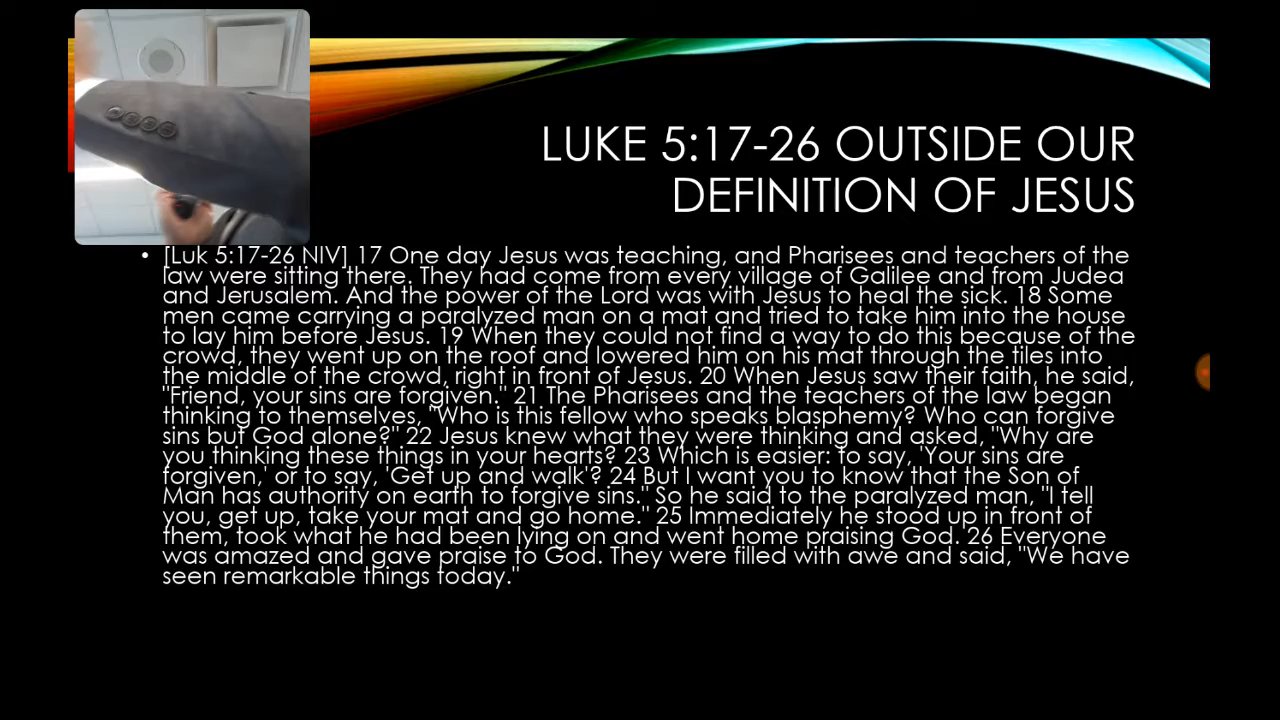 LUKE 5:17-26 OUTSIDE OUR
DEFINITION OF JESUS
• [Luk 5:17-26 NIV] 17 One day Jesus was teaching, and Pharisees and teachers of the
law were sitting there. They had come from every village of Galilee and from Judea
and Jerusalem. And the power of the Lord was with Jesus to heal the sick. 18 Some
men came carrying a paralyzed man on a mat and tried to take him into the house
to lay him before Jesus. 19 When they could not find a way to do this because of the
crowd, they went up on the roof and lowered him on his mat through the tiles into
the middle of the crowd, right in front of Jesus. 20 When Jesus saw their faith, he said,
"Friend, your sins are forgiven." 21 The Pharisees and the teachers of the law began
thinking to themselves, "Who is this fellow who speaks blasphemy? Who can forgive
sins but God alone?" 22 Jesus knew what they were thinking and asked, "Why are
you thinking these things in your hearts? 23 Which is easier: to say, 'Your sins are
forgiven,' or to say, 'Get up and walk'? 24 But I want you to know that the Son of
Man has authority on earth to forgive sins." So he said to the paralyzed man, "I tell
you, get up, take your mat and go home." 25 Immediately he stood up in front of
them, took what he had been lying on and went home praising God. 26 Everyone
was amazed and gave praise to God. They were filled with awe and said, "We have
seen remarkable things today."